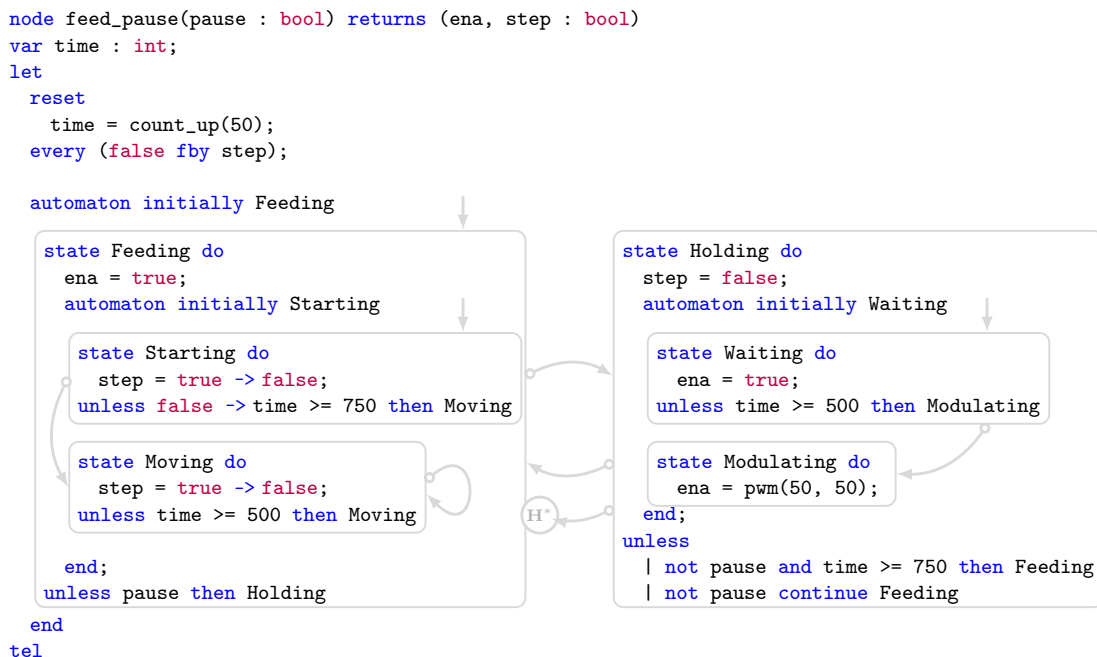 node feed_pause(pause : bool) returns (ena, step : bool)
var time : int;
let
reset
time = count_up(50);
every (false fby step);
automaton initially Feeding
state Feeding do
ena = true;
automaton initially Starting
state Starting do
step = true -> false;
unless false -> time >= 750 then Moving
state Moving do
step = true -> false;
unless time >= 500 then Moving
end;
unless pause then Holding
H*
state Holding do
step = false;
automaton initially Waiting
state Waiting do
ena = true;
unless time >= 500 then Modulating
state Modulating do
ena = pwm(50, 50);
end;
unless
| not pause and time >= 750 then Feeding
| not pause continue Feeding
end
tel